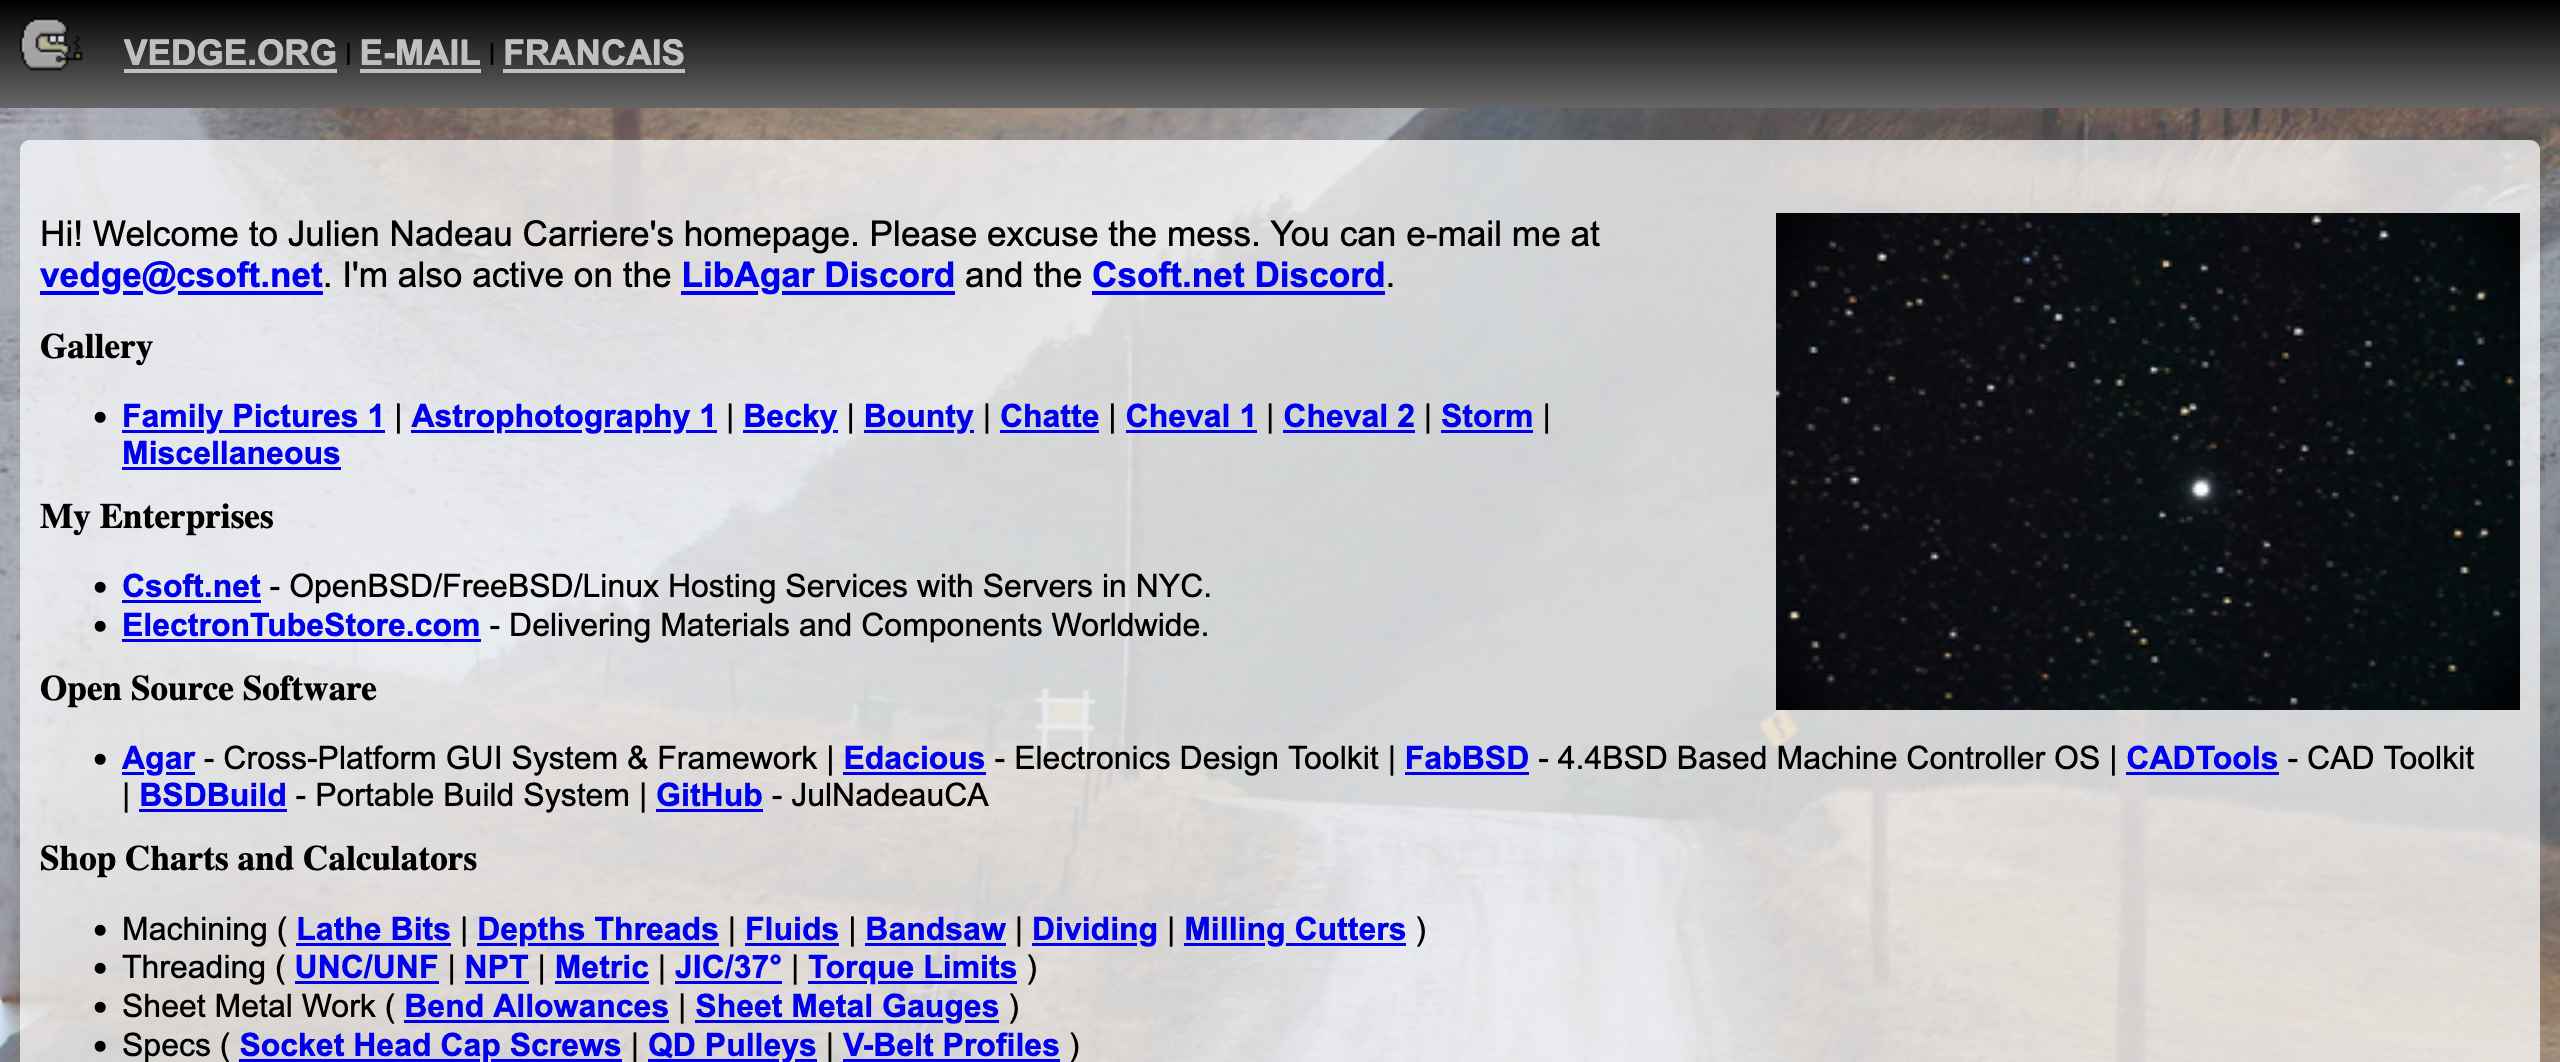 VEDGE.ORG | E-MAIL | FRANCAIS
Hi! Welcome to Julien Nadeau Carriere's homepage. Please excuse the mess. You can e-mail me at
vedge@csoft.net. I'm also active on the LibAgar Discord and the Csoft.net Discord.
Gallery
• Family Pictures 1 | Astrophotography 1 | Becky | Bounty | Chatte | Cheval 1 | Cheval 2 | Storm |
Miscellaneous
My Enterprises
• Csoft.net - OpenBSD/FreeBSD/Linux Hosting Services with Servers in NYC.
• ElectronTubeStore.com - Delivering Materials and Components Worldwide.
Open Source Software
• Agar - Cross-Platform GUI System & Framework | Edacious - Electronics Design Toolkit | FabBSD - 4.4BSD Based Machine Controller OS | CADTools - CAD Toolkit
| BSDBuild - Portable Build System | GitHub - JulNadeauCA
Shop Charts and Calculators
• Machining ( Lathe Bits | Depths Threads | Fluids | Bandsaw | Dividing | Milling Cutters )
• Threading ( UNC/UNF | NPT | Metric | JIC/37° | Torque Limits )
• Sheet Metal Work ( Bend Allowances | Sheet Metal Gauges )
• Specs ( Socket Head Cap Screws | QD Pulleys | V-Belt Profiles )